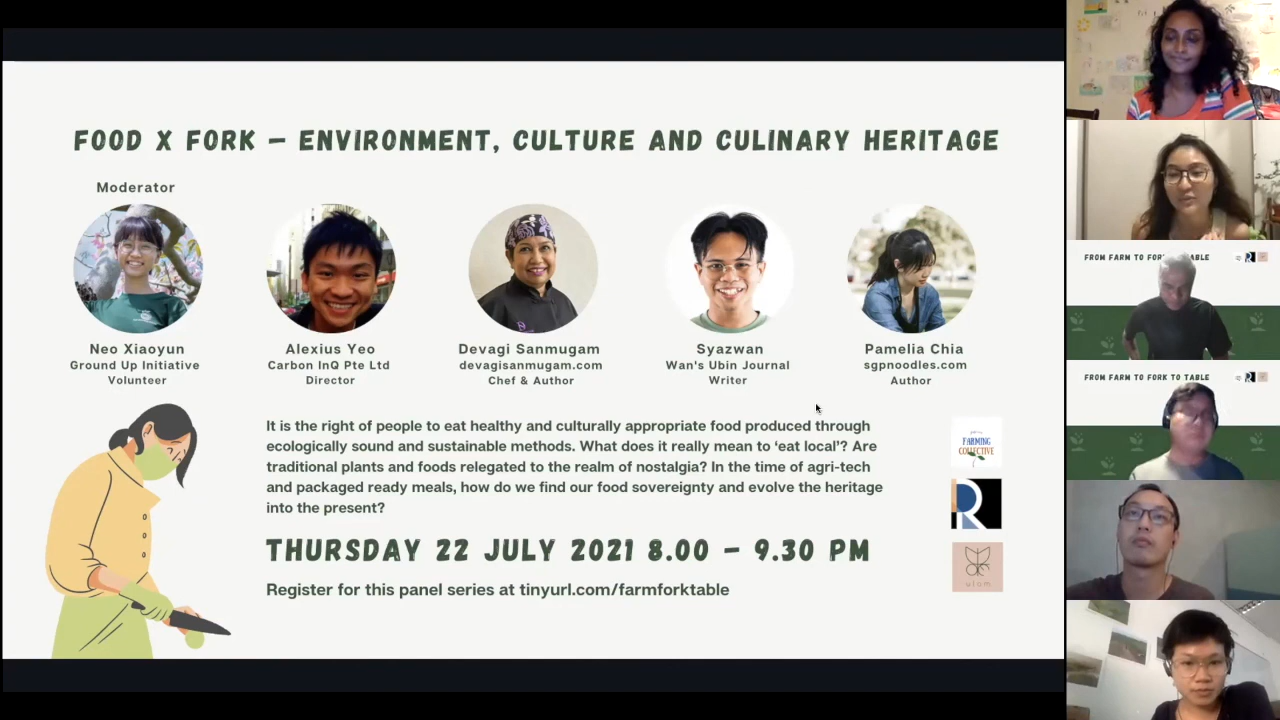 FOOD X FORK – ENVIRONMENT, CULTURE AND CULINARY HERITAGE
Moderator
Neo Xiaoyun
Ground Up Initiative
Volunteer
Alexius Yeo
Carbon InQ Pte Ltd
Director
Devagi Sanmugam
devagisanmugam.com
Chef & Author
Syazwan
Wan's Ubin Journal
Writer
Pamelia Chia
sgpnoodles.com
Author
It is the right of people to eat healthy and culturally appropriate food produced through
ecologically sound and sustainable methods. What does it really mean to 'eat local'? Are
traditional plants and foods relegated to the realm of nostalgia? In the time of agri-tech
and packaged ready meals, how do we find our food sovereignty and evolve the heritage
into the present?
THURSDAY 22 JULY 2021 8.00 – 9.30 PM
Register for this panel series at tinyurl.com/farmforktable
FARMING
COLLECTIVE
R
ulam
FROM FARM TO FORK TABLE
FROM FARM TO FORK TO TABLE